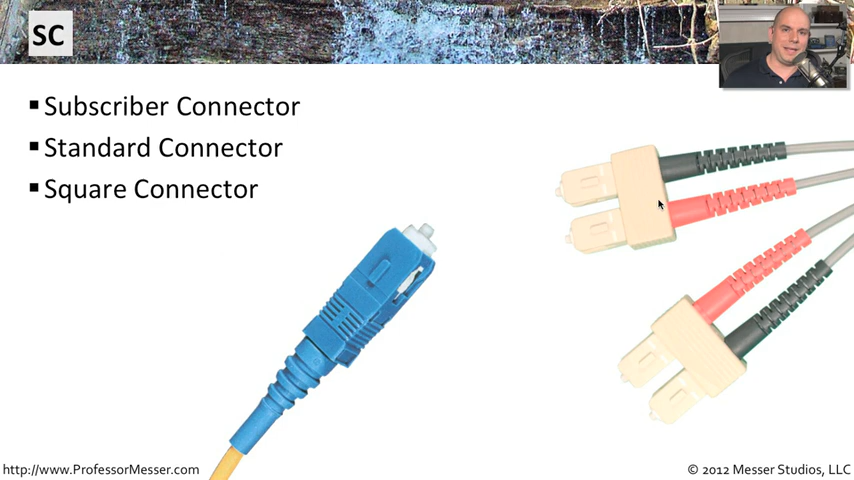 SC
▪ Subscriber Connector
▪ Standard Connector
▪ Square Connector
http://www.ProfessorMesser.com
© 2012 Messer Studios, LLC